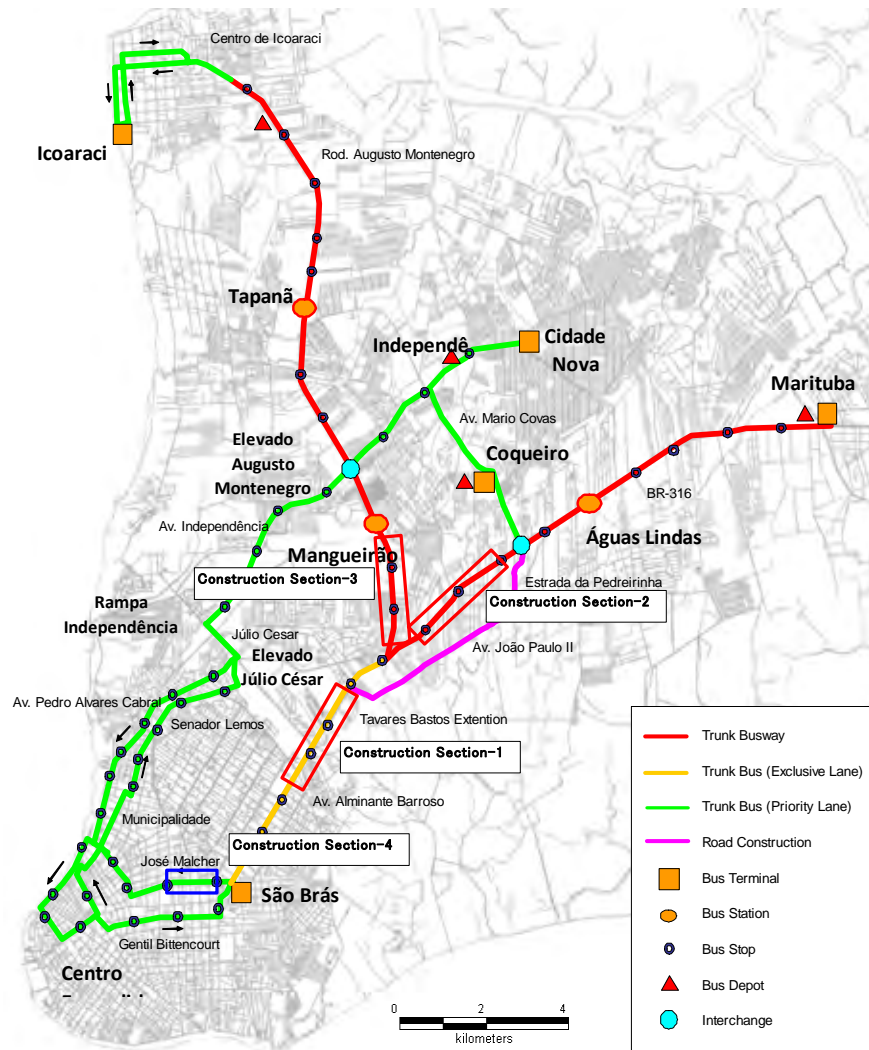 Centro de Icoaraci
Icoaraci
Rod. Augusto Montenegro
Tapanã
Independê
Cidade
Nova
Marituba
Av. Mario Covas
Elevado
Augusto
Montenegro
Coqueiro
BR-316
Av. Independência
Águas Lindas
Mangueirão
Construction Section-3
Estrada da Pedreirinha
Construction Section-2
Rampa
Independência
Júlio Cesar
Av. João Paulo II
Elevado
Júlio César
Av. Pedro Alvares Cabral
Senador Lemos
Tavares Bastos Extention
Construction Section-1
Av. Alminante Barroso
Municipalidade
Construction Section-4
José Malcher
São Brás
Gentil Bittencourt
Centro
Trunk Busway
Trunk Bus (Exclusive Lane)
Trunk Bus (Priority Lane)
Road Construction
Bus Terminal
Bus Station
Bus Stop
Bus Depot
Interchange
0 2 4
kilometers